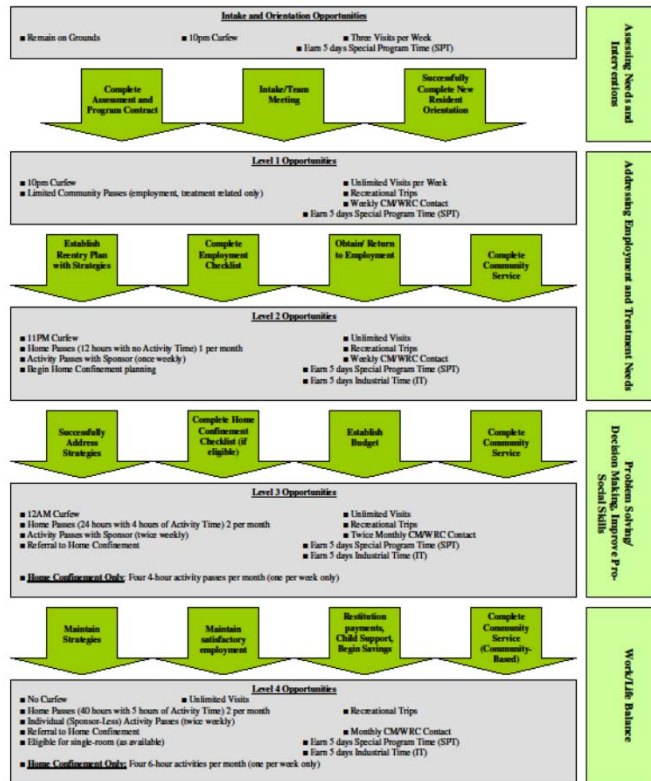 Intake and Orientation Opportunities
■ Remain on Grounds ■ 10pm Curfew ■ Three Visits per Week
■ Earn 5 days Special Program Time (SPT)
Assessing Needs and
Interventions
Complete
Assessment and
Program Contract
Intake/Team
Meeting
Successfully
Complete New
Resident
Orientation
Level 1 Opportunities
■ 10pm Curfew ■ Unlimited Visits per Week
■ Limited Community Passes (employment, treatment related only) ■ Recreational Trips
■ Weekly CM/WRC Contact
■ Earn 5 days Special Program Time (SPT)
Addressing Employment and Treatment Needs
Establish
Reentry Plan
with Strategies
Complete
Employment
Checklist
Obtain/ Return
to Employment
Complete
Community
Service
Level 2 Opportunities
■ 11PM Curfew ■ Unlimited Visits
■ Home Passes (12 hours with no Activity Time) 1 per month ■ Recreational Trips
■ Activity Passes with Sponsor (once weekly) ■ Weekly CM/WRC Contact
■ Begin Home Confinement planning ■ Earn 5 days Special Program Time (SPT)
■ Earn 5 days Industrial Time (IT)
Successfully
Address
Strategies
Complete Home
Confinement
Checklist (if
eligible)
Establish
Budget
Complete
Community
Service
Problem Solving/
Decision Making, Improve Pro-
Social Skills
Level 3 Opportunities
■ 12AM Curfew ■ Unlimited Visits
■ Home Passes (24 hours with 4 hours of Activity Time) 2 per month ■ Recreational Trips
■ Activity Passes with Sponsor (twice weekly) ■ Twice Monthly CM/WRC Contact
■ Referral to Home Confinement ■ Earn 5 days Special Program Time (SPT)
■ Earn 5 days Industrial Time (IT)
■ Home Confinement Only: Four 4-hour activity passes per month (one per week only)
Maintain
Strategies
Maintain
satisfactory
employment
Restitution
payments,
Child Support,
Begin Savings
Complete
Community
Service
(Community-
Based)
Work/Life Balance
Level 4 Opportunities
■ No Curfew ■ Unlimited Visits
■ Home Passes (40 hours with 5 hours of Activity Time) 2 per month ■ Recreational Trips
■ Individual (Sponsor-Less) Activity Passes (twice weekly)
■ Referral to Home Confinement ■ Monthly CM/WRC Contact
■ Eligible for single-room (as available) ■ Earn 5 days Special Program Time (SPT)
■ Earn 5 days Industrial Time (IT)
■ Home Confinement Only: Four 6-hour activities per month (one per week only)